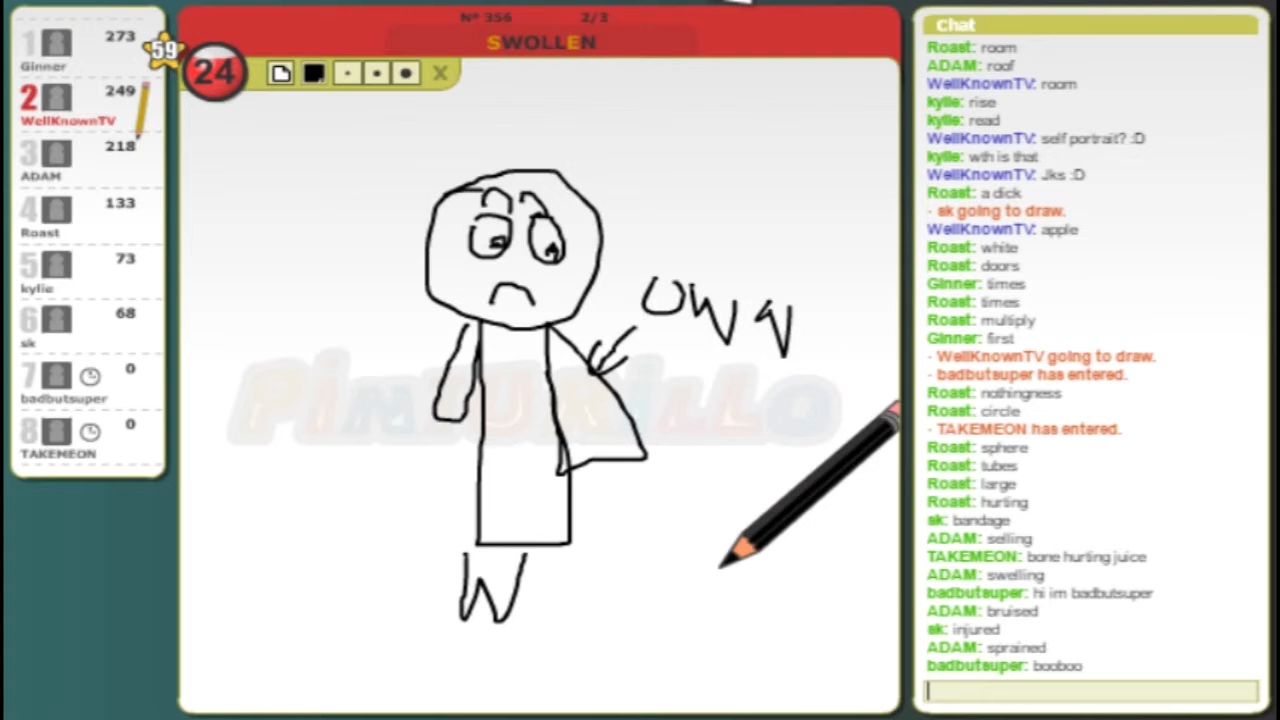 1 273
Ginner
59
2 249
WellKnownTV
3 218
ADAM
4 133
Roast
5 73
kylie
6 68
sk
7 0
badbutsuper
8 0
TAKEMEON
Nº 356 2/3
SWOLLEN
24
X
OWW
Chat
Roast: room
ADAM: roof
WellKnownTV: room
kylie: rise
kylie: read
WellKnownTV: self portrait? :D
kylie: wth is that
WellKnownTV: Jks :D
Roast: a dick
- sk going to draw.
WellKnownTV: apple
Roast: white
Roast: doors
Ginner: times
Roast: times
Roast: multiply
Ginner: first
- WellKnownTV going to draw.
- badbutsuper has entered.
Roast: nothingness
Roast: circle
- TAKEMEON has entered.
Roast: sphere
Roast: tubes
Roast: large
Roast: hurting
sk: bandage
ADAM: selling
TAKEMEON: bone hurting juice
ADAM: swelling
badbutsuper: hi im badbutsuper
ADAM: bruised
sk: injured
ADAM: sprained
badbutsuper: booboo